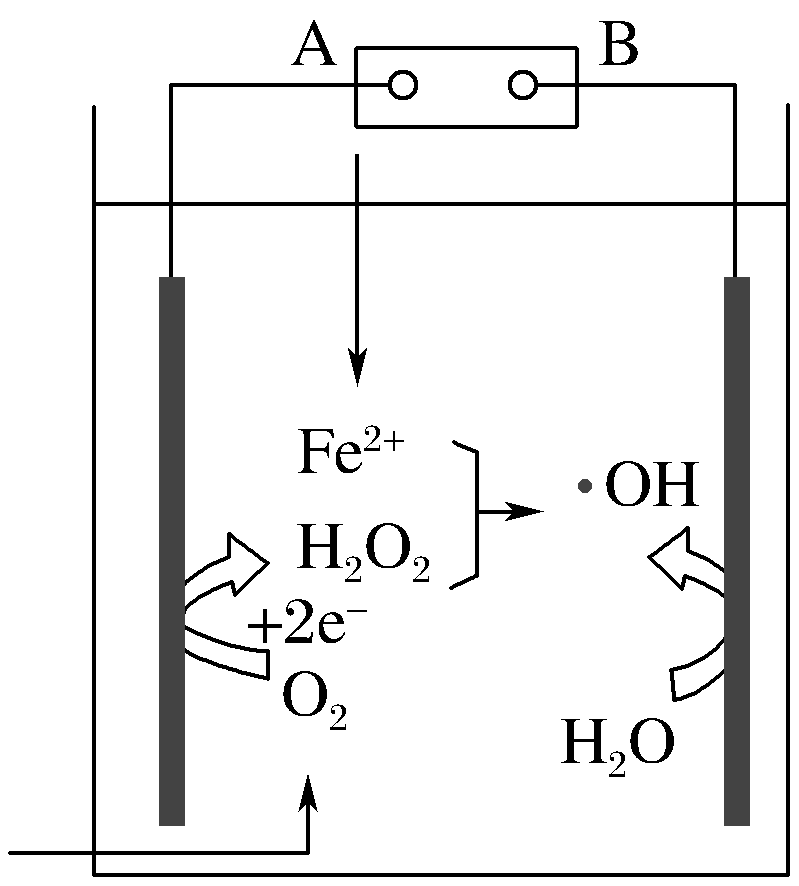 A B
Fe²⁺
·OH
H₂O₂
+2e⁻
O₂
H₂O